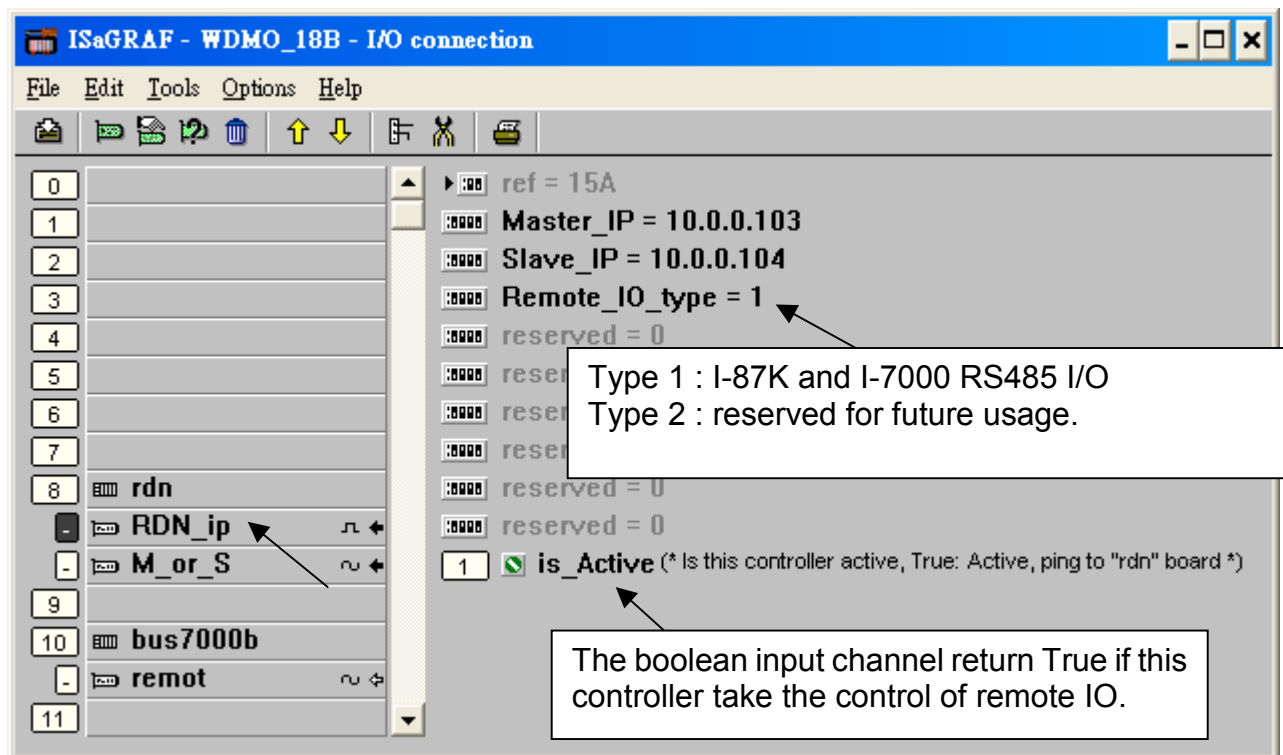 ISaGRAF - WDMO_18B - I/O connection
File Edit Tools Options Help
0
1
2
3
4
5
6
7
8 rdn
- RDN_ip
- M_or_S
9
10 bus7000b
- remot
11
ref = 15A
Master_IP = 10.0.0.103
Slave_IP = 10.0.0.104
Remote_IO_type = 1
reserved = 0
reser
reser
reser
reserved = 0
reserved = 0
1 is_Active (* Is this controller active, True: Active, ping to "rdn" board *)
Type 1 : I-87K and I-7000 RS485 I/O
Type 2 : reserved for future usage.
The boolean input channel return True if this
controller take the control of remote IO.